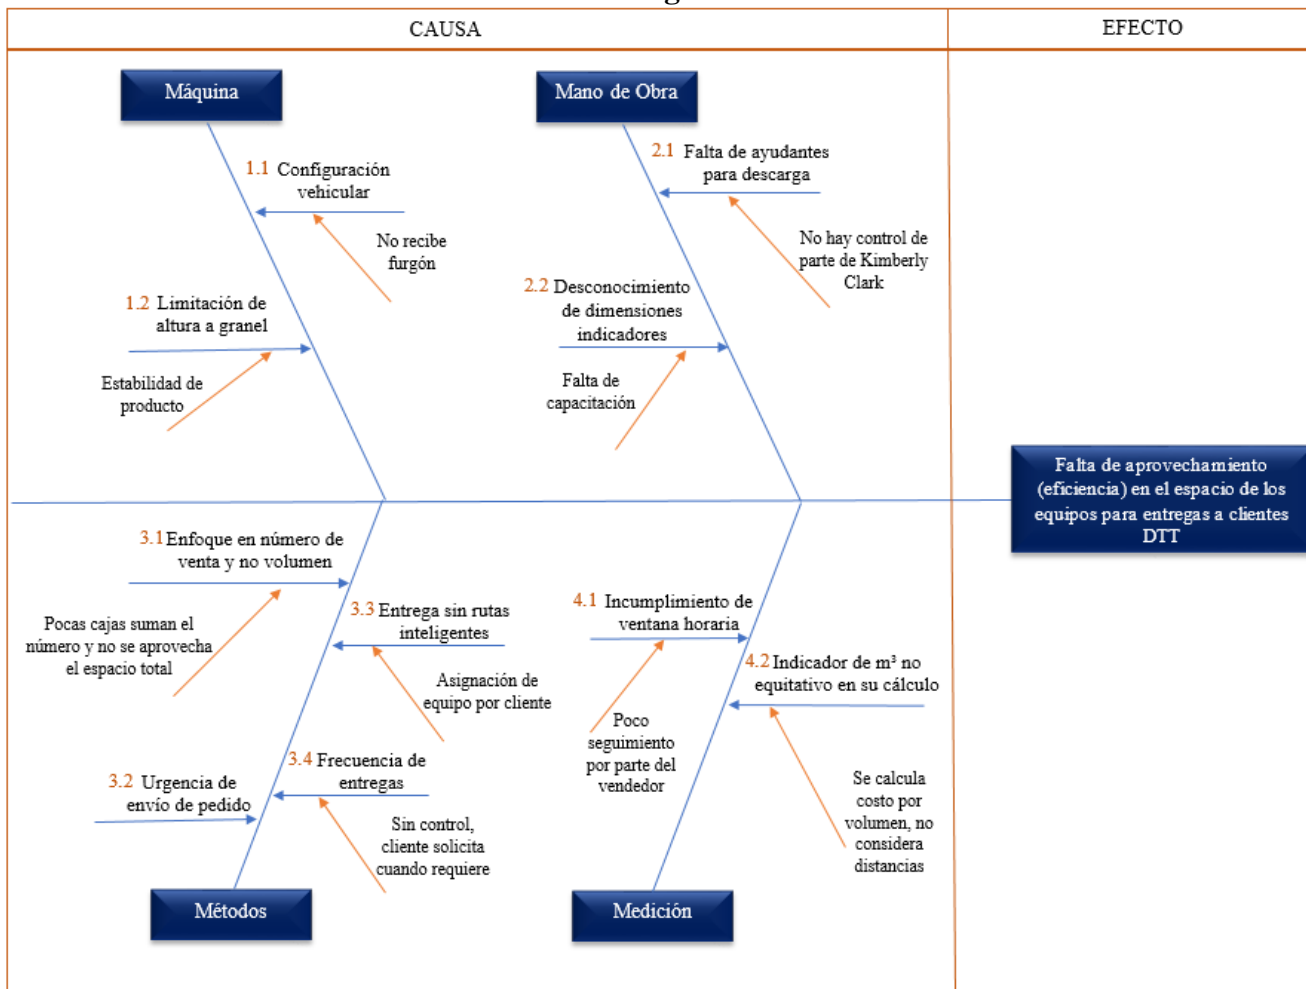 CAUSA
EFECTO
Máquina
Mano de Obra
1.1 Configuración
vehicular
No recibe
furgón
1.2 Limitación de
altura a granel
Estabilidad de
producto
2.1 Falta de ayudantes
para descarga
No hay control de
parte de Kimberly
Clark
2.2 Desconocimiento
de dimensiones
indicadores
Falta de
capacitación
Falta de aprovechamiento
(eficiencia) en el espacio de los
equipos para entregas a clientes
DTT
3.1 Enfoque en número de
venta y no volumen
Pocas cajas suman el
número y no se aprovecha
el espacio total
3.3 Entrega sin rutas
inteligentes
Asignación de
equipo por cliente
3.2 Urgencia de
envío de pedido
3.4 Frecuencia de
entregas
Sin control,
cliente solicita
cuando requiere
4.1 Incumplimiento de
ventana horaria
Poco
seguimiento
por parte del
vendedor
4.2 Indicador de m³ no
equitativo en su cálculo
Se calcula
costo por
volumen, no
considera
distancias
Métodos
Medición